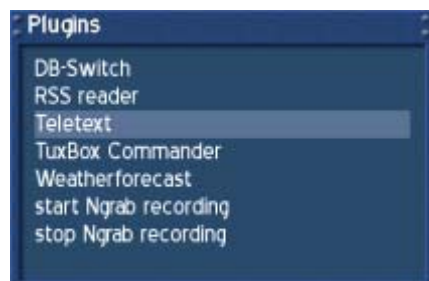 Plugins
DB-Switch
RSS reader
Teletext
TuxBox Commander
Weatherforecast
start Ngrab recording
stop Ngrab recording